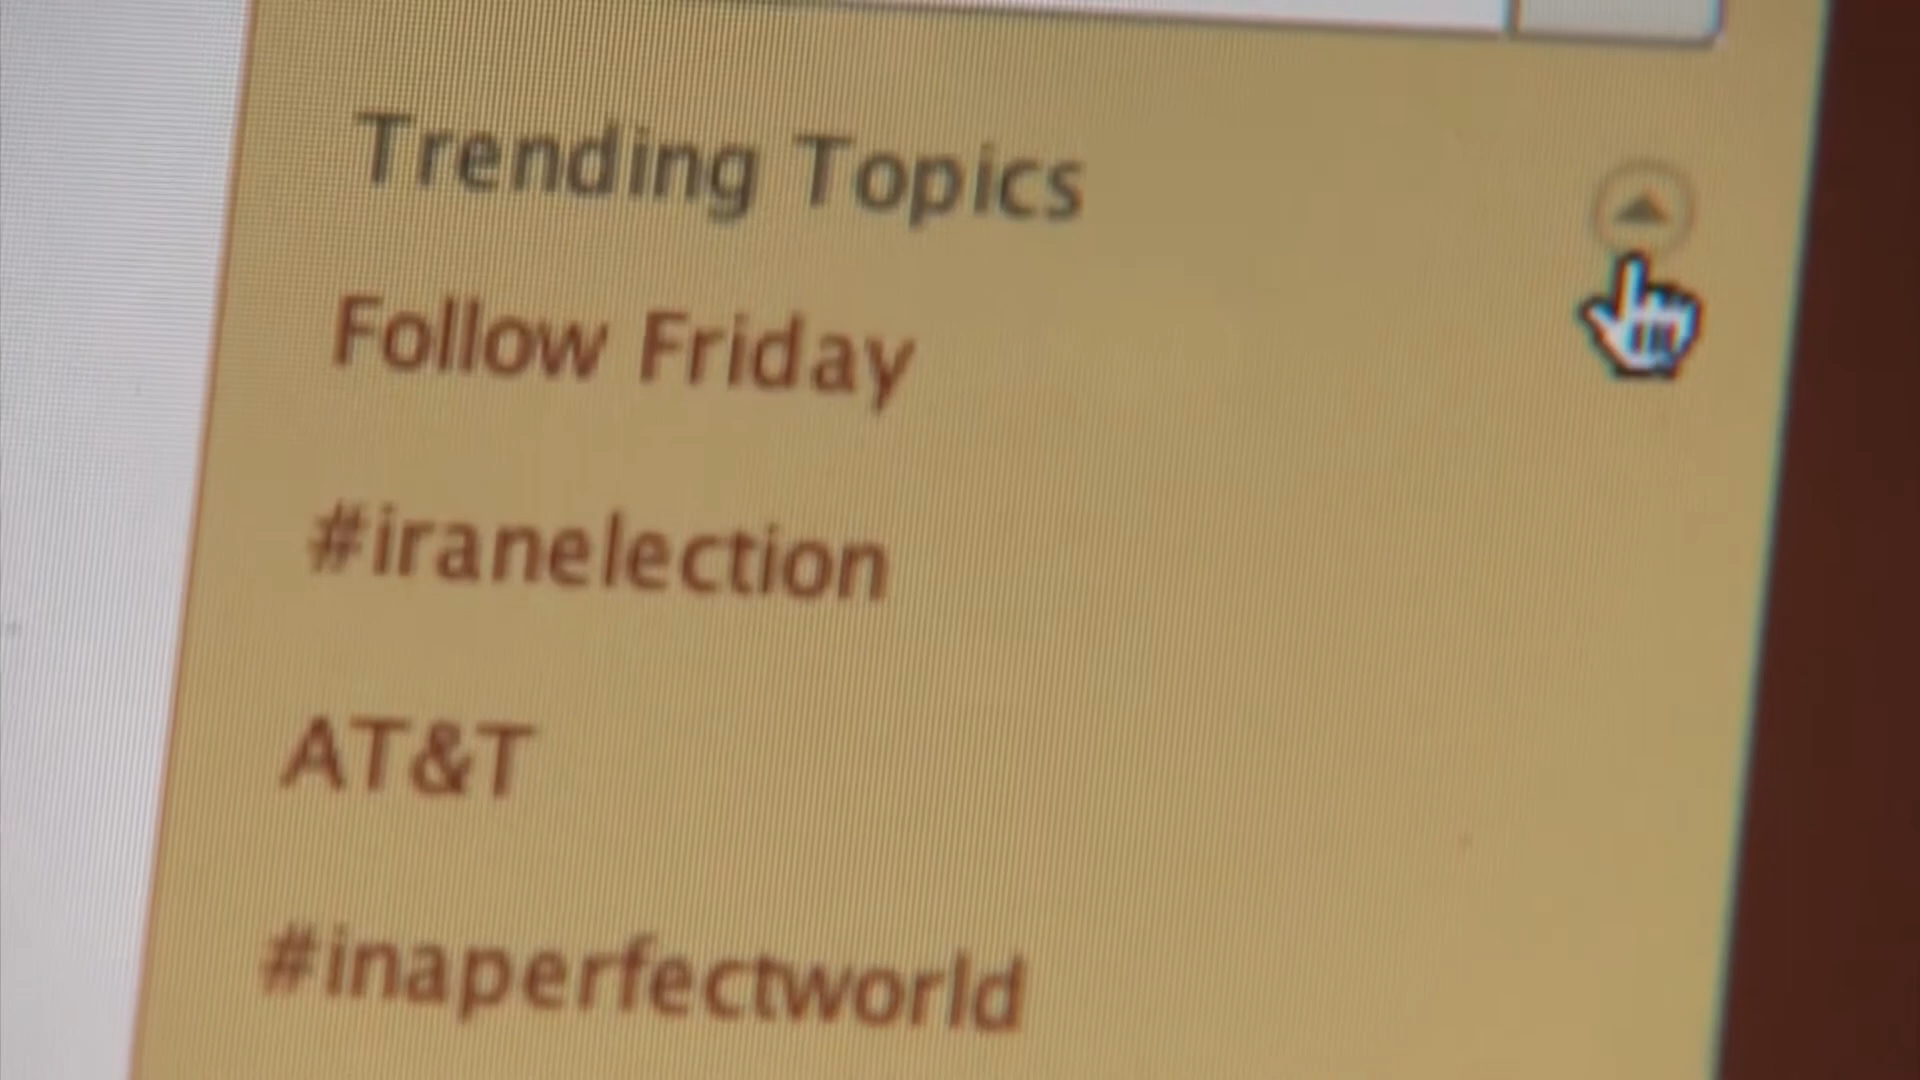 Trending Topics
Follow Friday
#iranelection
AT&T
#inaperfectworld